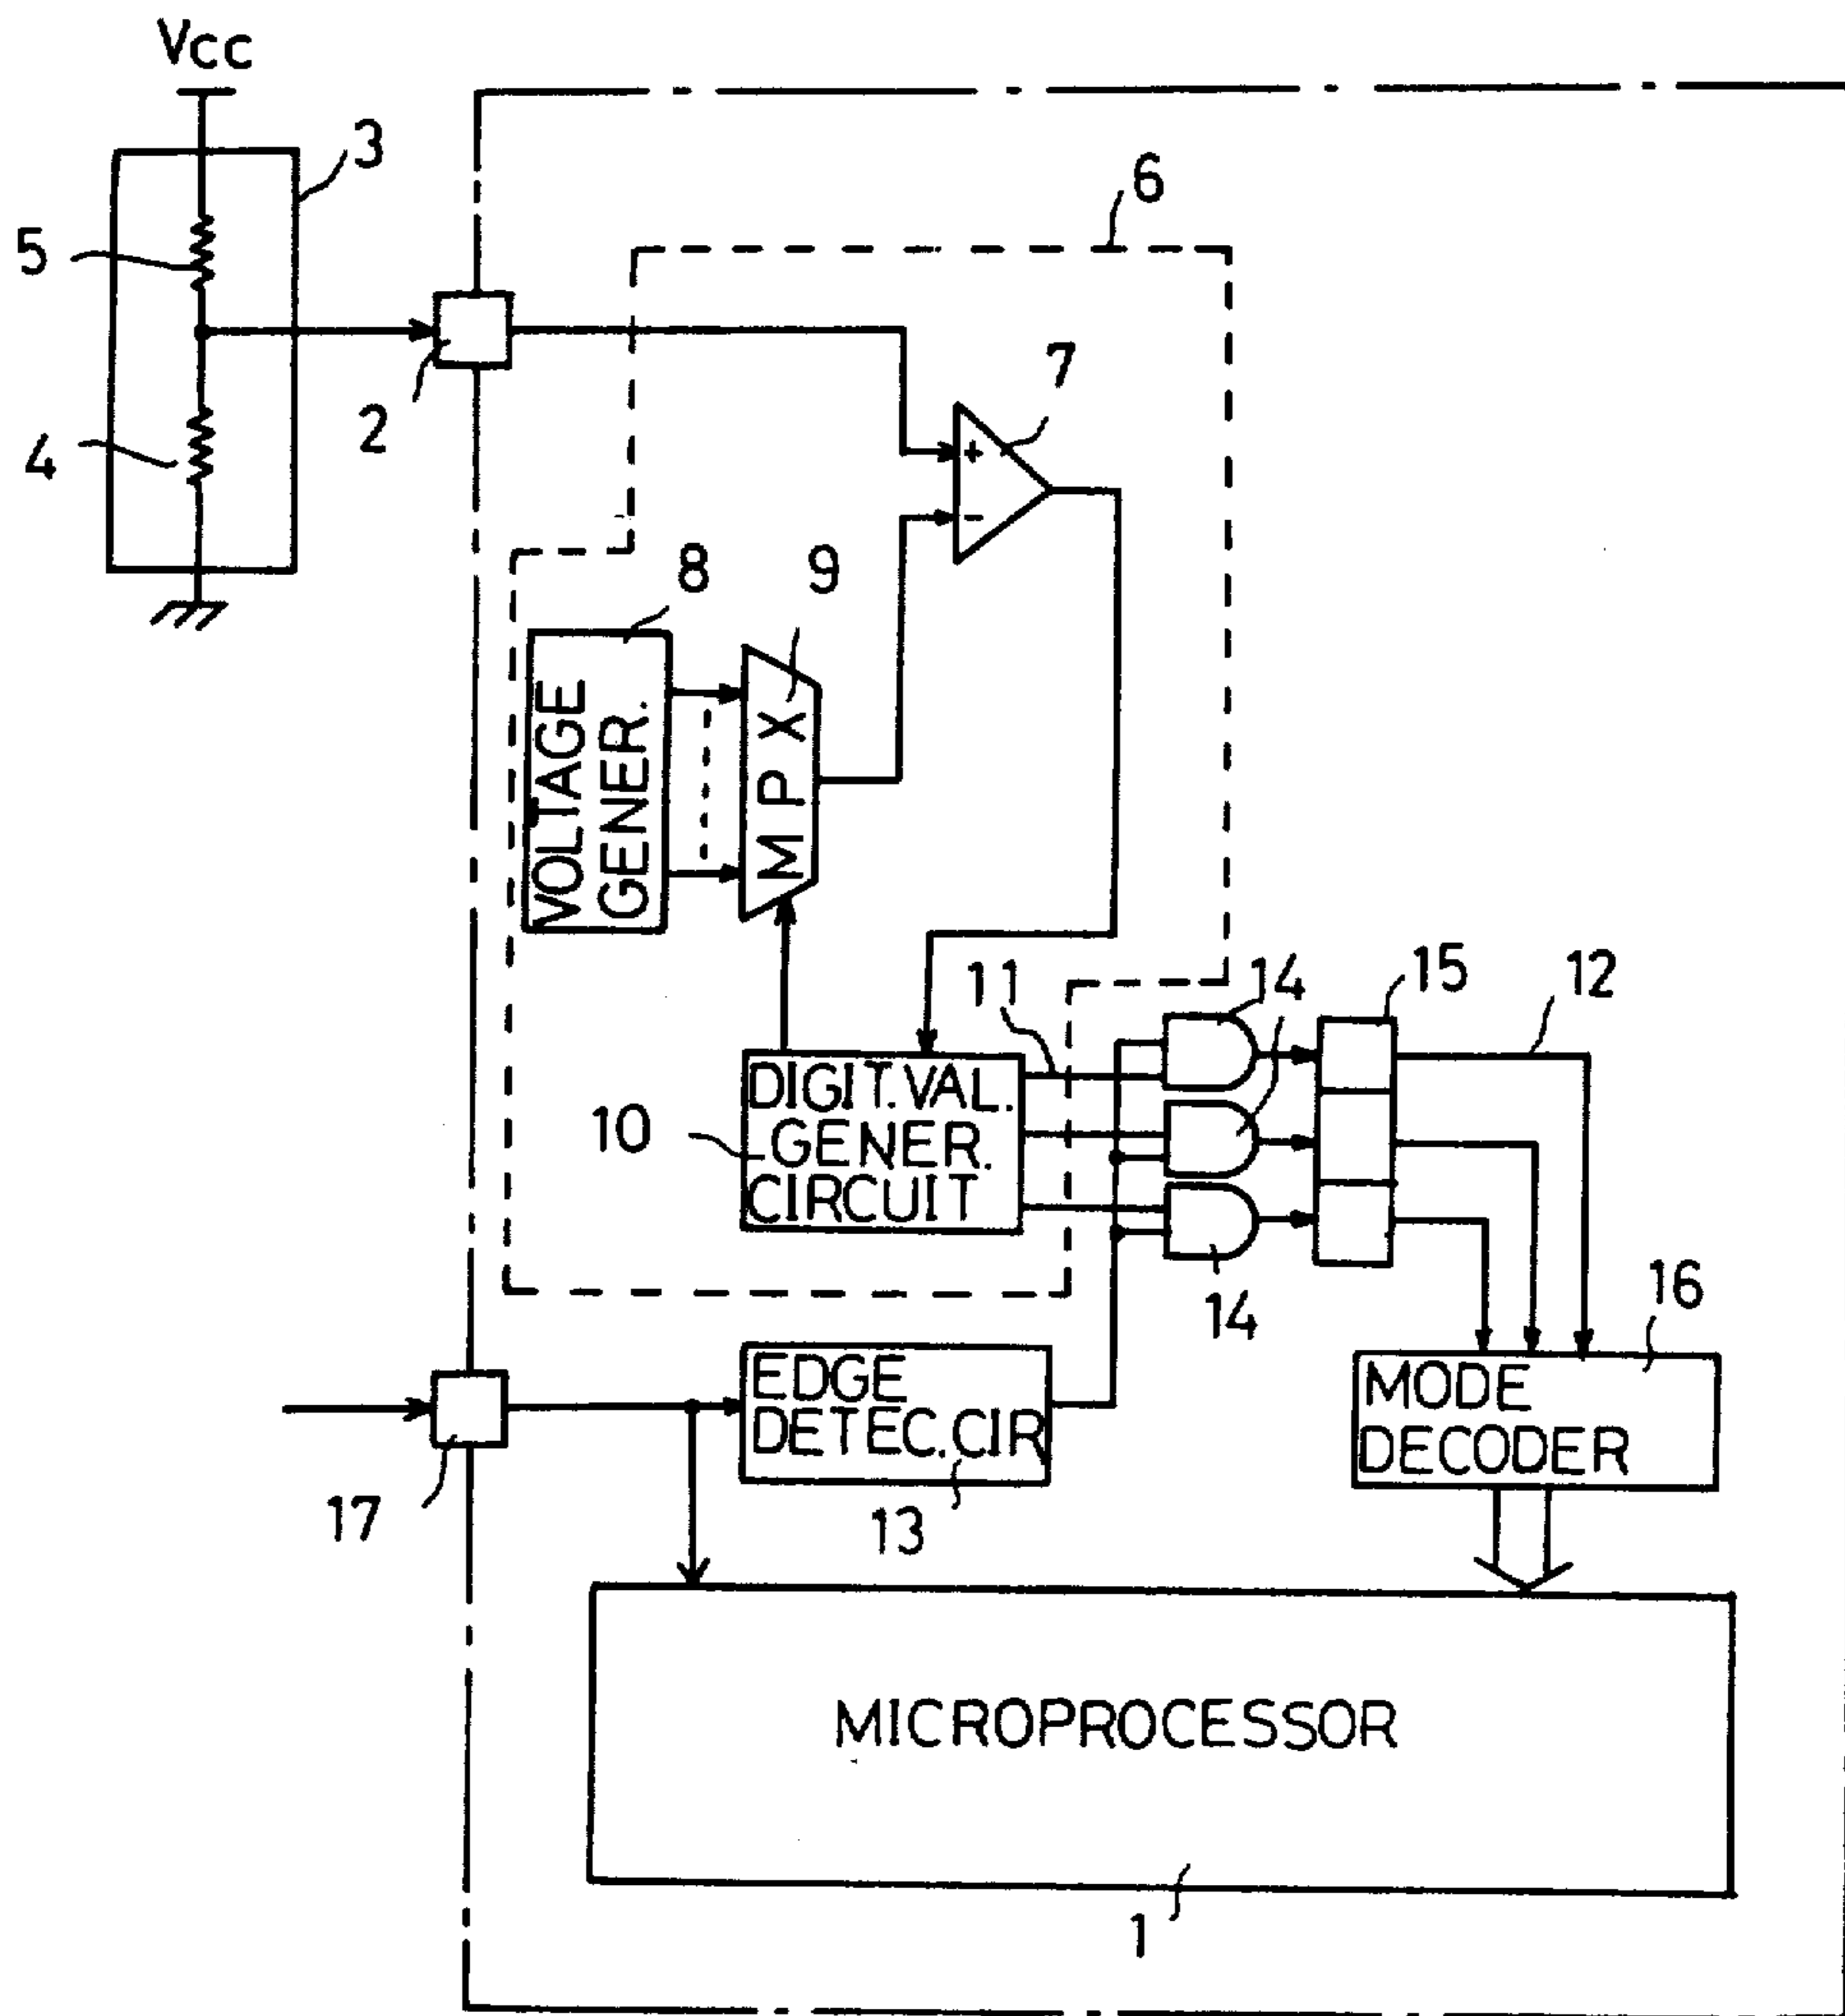 Vcc
3
6
5
2
7
4
8
9
+
-
VOLTAGE
GENER.
MPX
11
14
15
12
DIGIT.VAL.
GENER.
CIRCUIT
10
14
16
EDGE
DETEC.CIR
MODE
DECODER
17
13
MICROPROCESSOR
1